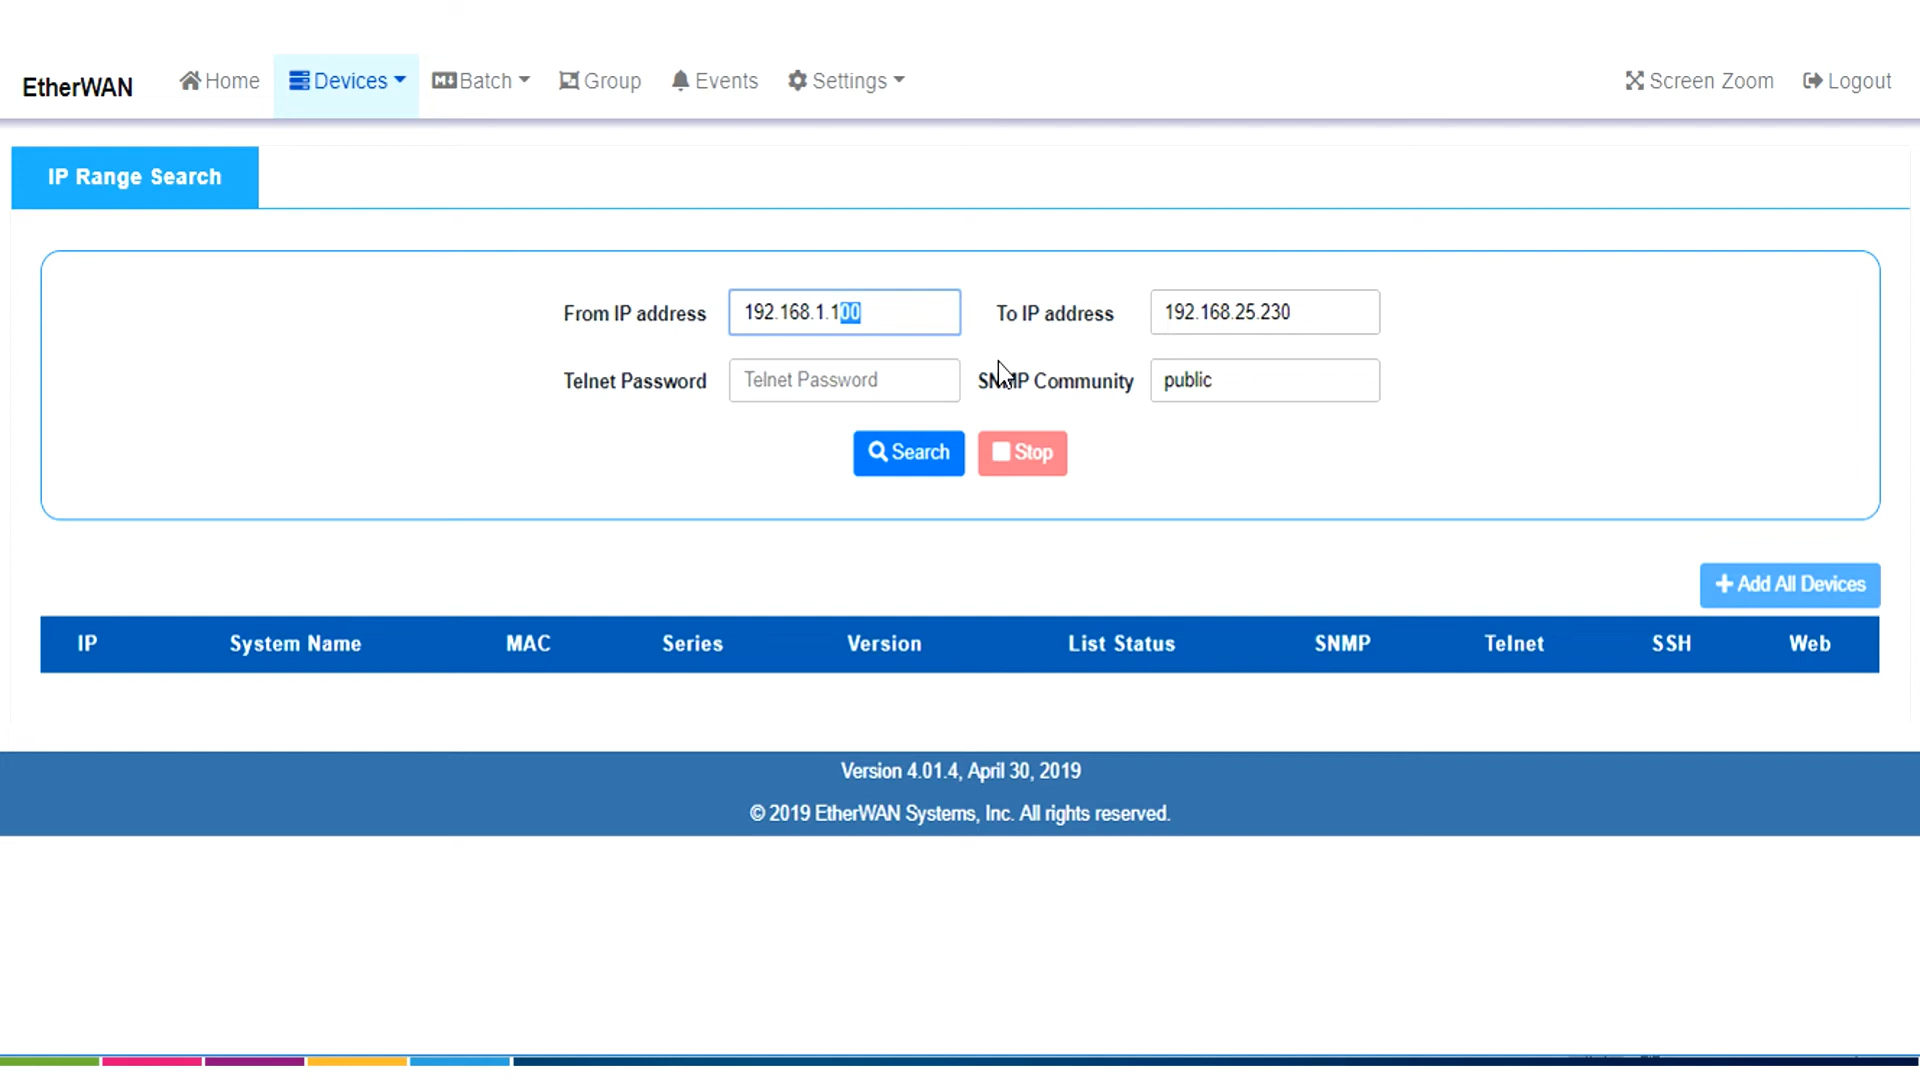 EtherWAN Home Devices Batch Group Events Settings Screen Zoom Logout
IP Range Search
From IP address 192.168.1.100 To IP address 192.168.25.230
Telnet Password Telnet Password SNMP Community public
Search Stop
Add All Devices
IP System Name MAC Series Version List Status SNMP Telnet SSH Web
Version 4.01.4, April 30, 2019
© 2019 EtherWAN Systems, Inc. All rights reserved.